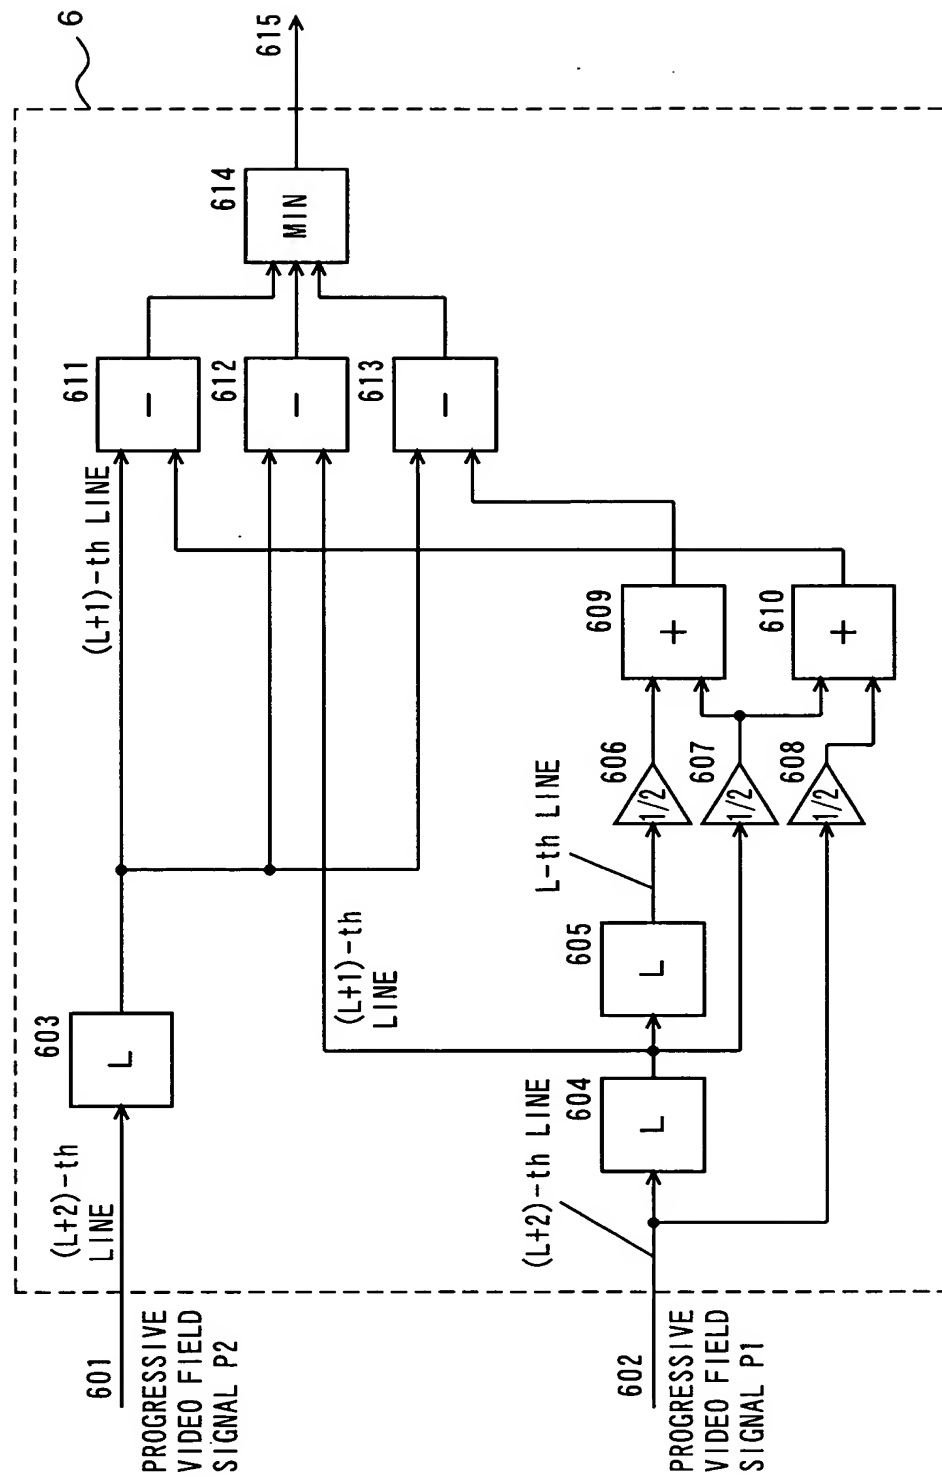 6
601
PROGRESSIVE
VIDEO FIELD
SIGNAL P2
(L+2)-th
LINE
603
L
(L+1)-th LINE
611
−
612
−
613
−
614
MIN
615
602
PROGRESSIVE
VIDEO FIELD
SIGNAL P1
(L+2)-th LINE
604
L
(L+1)-th
LINE
605
L
L-th LINE
606
1/2
607
1/2
608
1/2
609
+
610
+